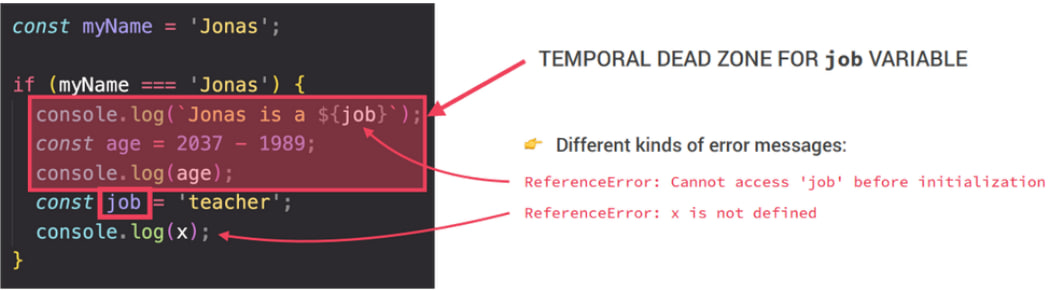 const myName = 'Jonas';
if (myName === 'Jonas') {
console.log(`Jonas is a ${job}`);
const age = 2037 - 1989;
console.log(age);
const job = 'teacher';
console.log(x);
}
TEMPORAL DEAD ZONE FOR job VARIABLE
👉 Different kinds of error messages:
ReferenceError: Cannot access 'job' before initialization
ReferenceError: x is not defined